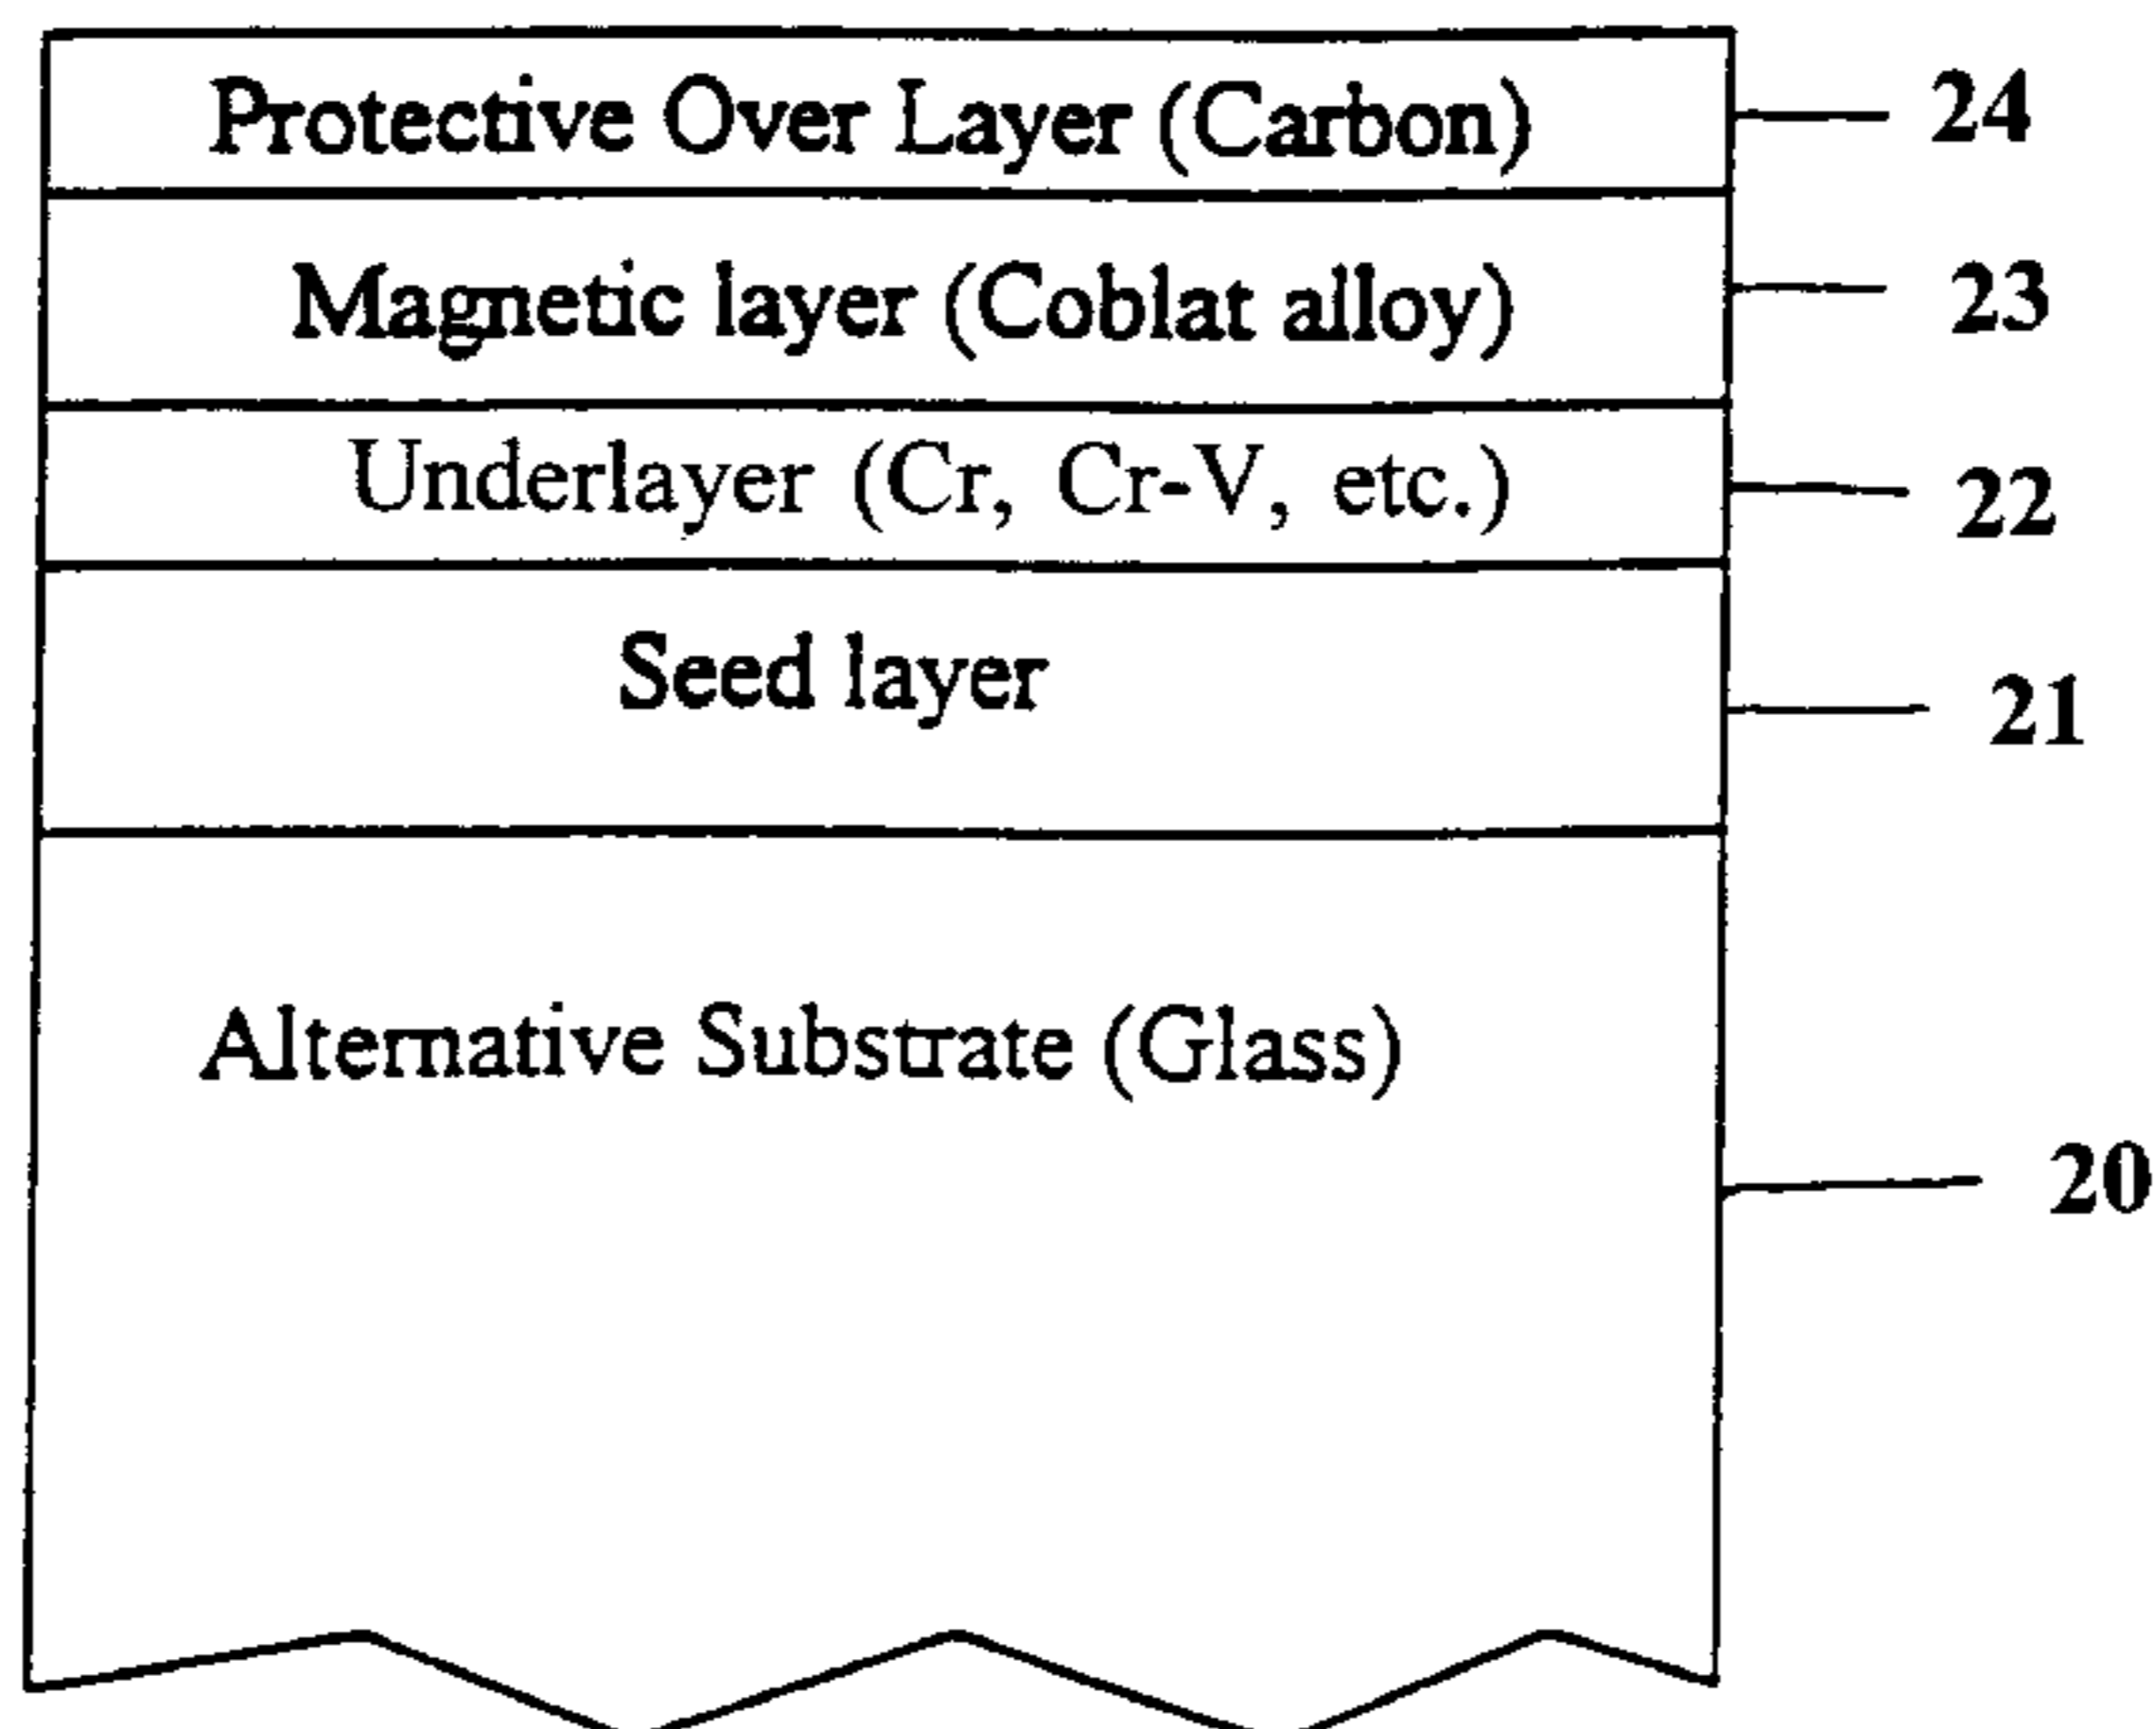 Protective Over Layer (Carbon) 24
Magnetic layer (Coblat alloy) 23
Underlayer (Cr, Cr-V, etc.) 22
Seed layer 21
Alternative Substrate (Glass)
20